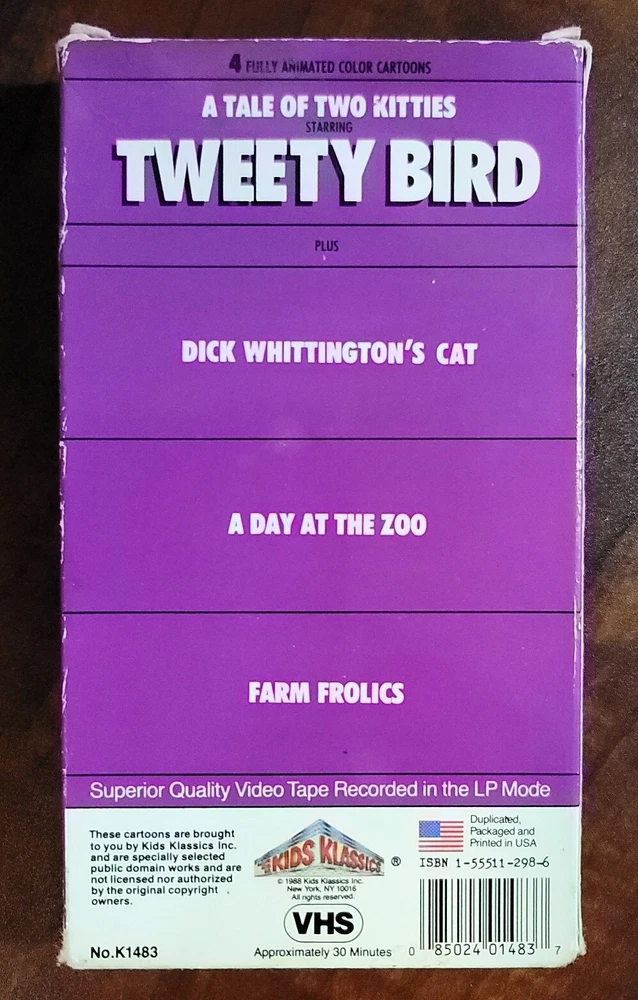 4 FULLY ANIMATED COLOR CARTOONS
A TALE OF TWO KITTIES
STARRING
TWEETY BIRD
PLUS
DICK WHITTINGTON'S CAT
A DAY AT THE ZOO
FARM FROLICS
Superior Quality Video Tape Recorded in the LP Mode
These cartoons are brought
to you by Kids Klassics Inc.
and are specially selected
public domain works and are
not licensed nor authorized
by the original copyright
owners.
No.K1483
THE KIDS KLASSICS ®
© 1988 Kids Klassics Inc.
New York, NY 10016
All rights reserved.
VHS
Approximately 30 Minutes
Duplicated,
Packaged and
Printed in USA
ISBN 1-55511-298-6
0 85024 01483 7